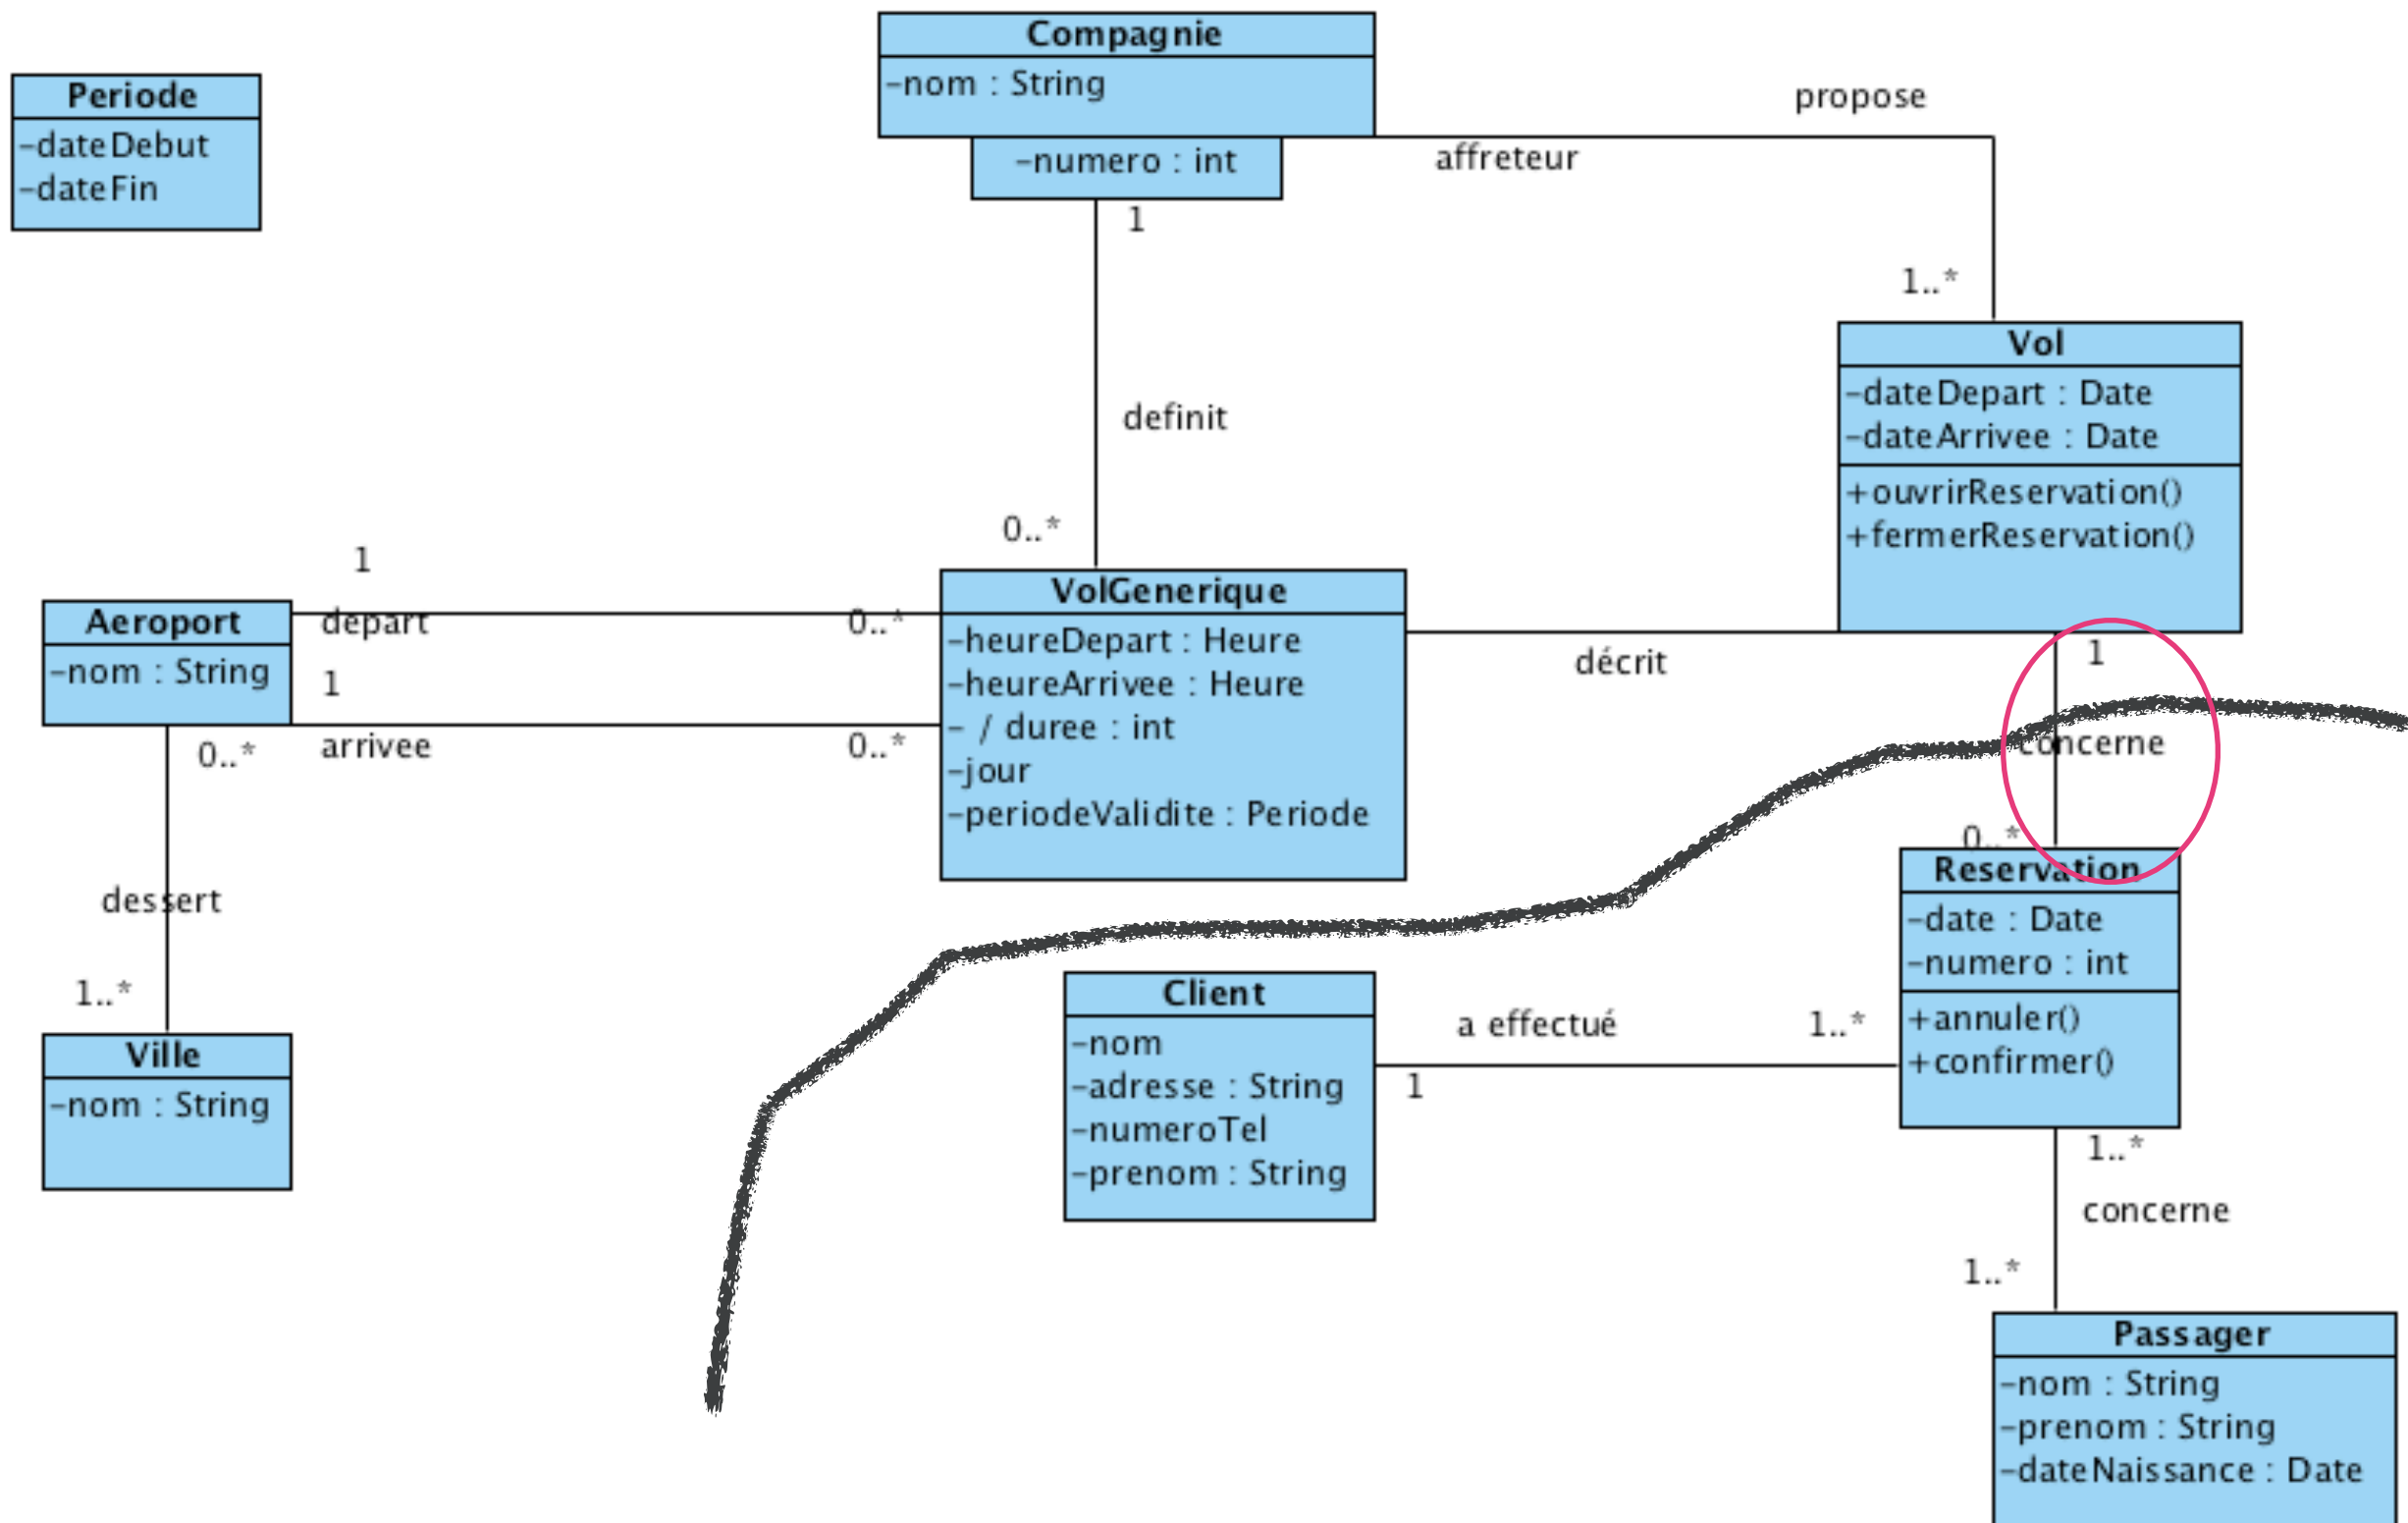 Compagnie
-nom : String
-numero : int
Periode
-dateDebut
-dateFin
propose
affreteur
1
1..*
definit
0..*
Vol
-dateDepart : Date
-dateArrivee : Date
+ouvrirReservation()
+fermerReservation()
1
depart
0..*
1
arrivee
0..*
Aeroport
-nom : String
VolGenerique
-heureDepart : Heure
-heureArrivee : Heure
- / duree : int
-jour
-periodeValidite : Periode
décrit
1
concerne
0..*
0..*
dessert
1..*
Ville
-nom : String
Reservation
-date : Date
-numero : int
+annuler()
+confirmer()
Client
-nom
-adresse : String
-numeroTel
-prenom : String
a effectué
1..*
1
1..*
concerne
1..*
Passager
-nom : String
-prenom : String
-dateNaissance : Date